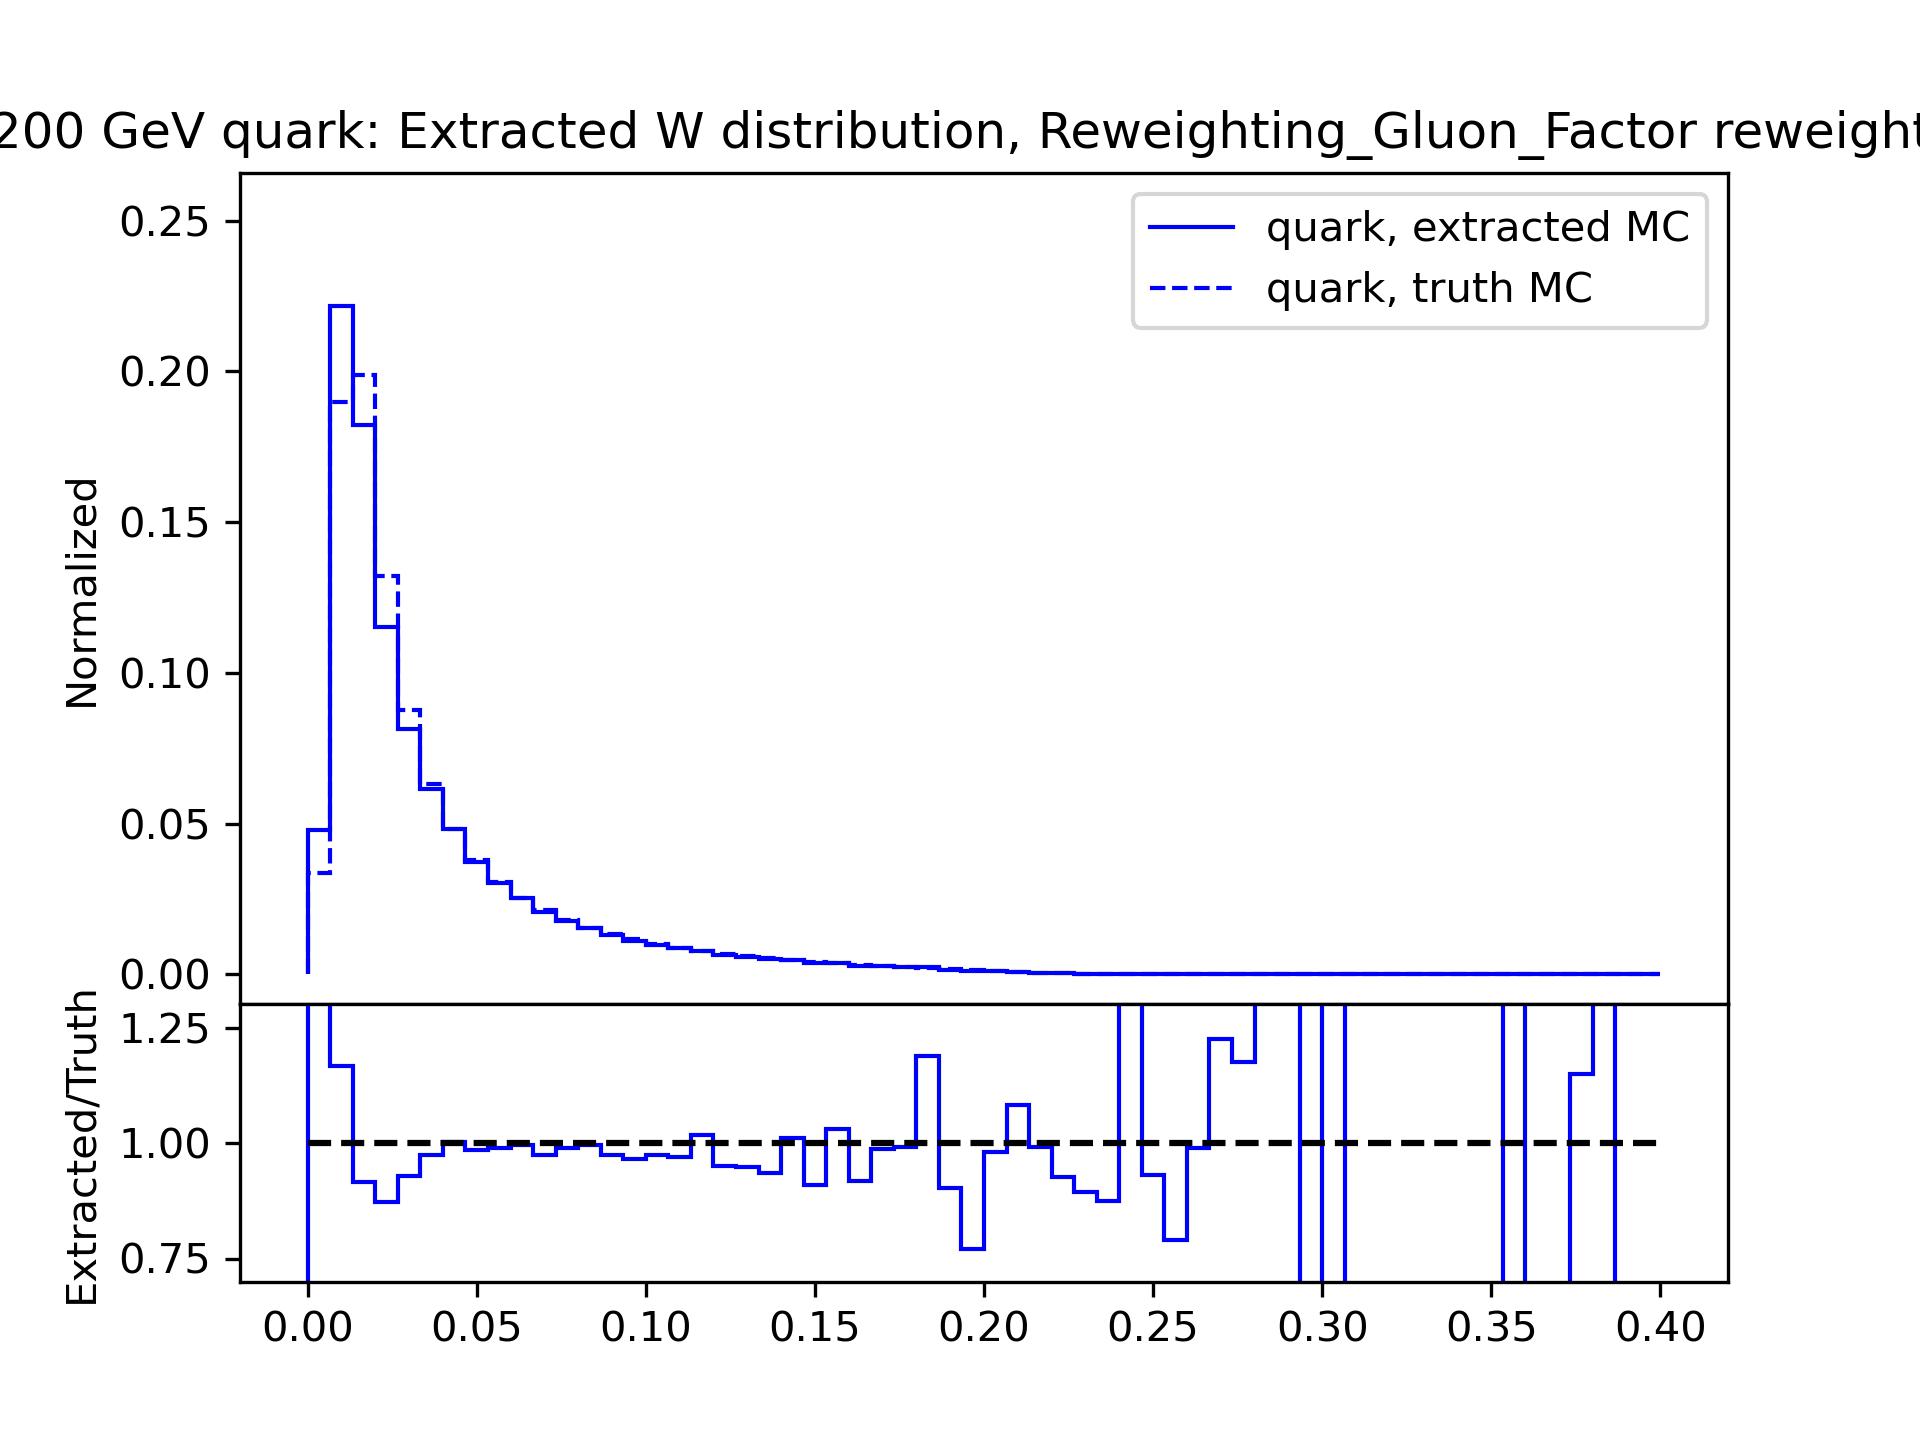 200 GeV quark: Extracted W distribution, Reweighting_Gluon_Factor reweight
quark, extracted MC
quark, truth MC
Normalized
0.25
0.20
0.15
0.10
0.05
0.00
Extracted/Truth
1.25
1.00
0.75
0.00 0.05 0.10 0.15 0.20 0.25 0.30 0.35 0.40